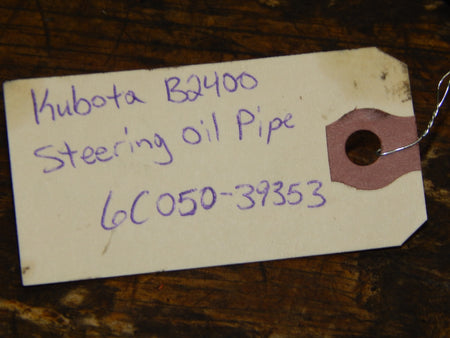 Kubota B2400
Steering oil Pipe
6C050-39353